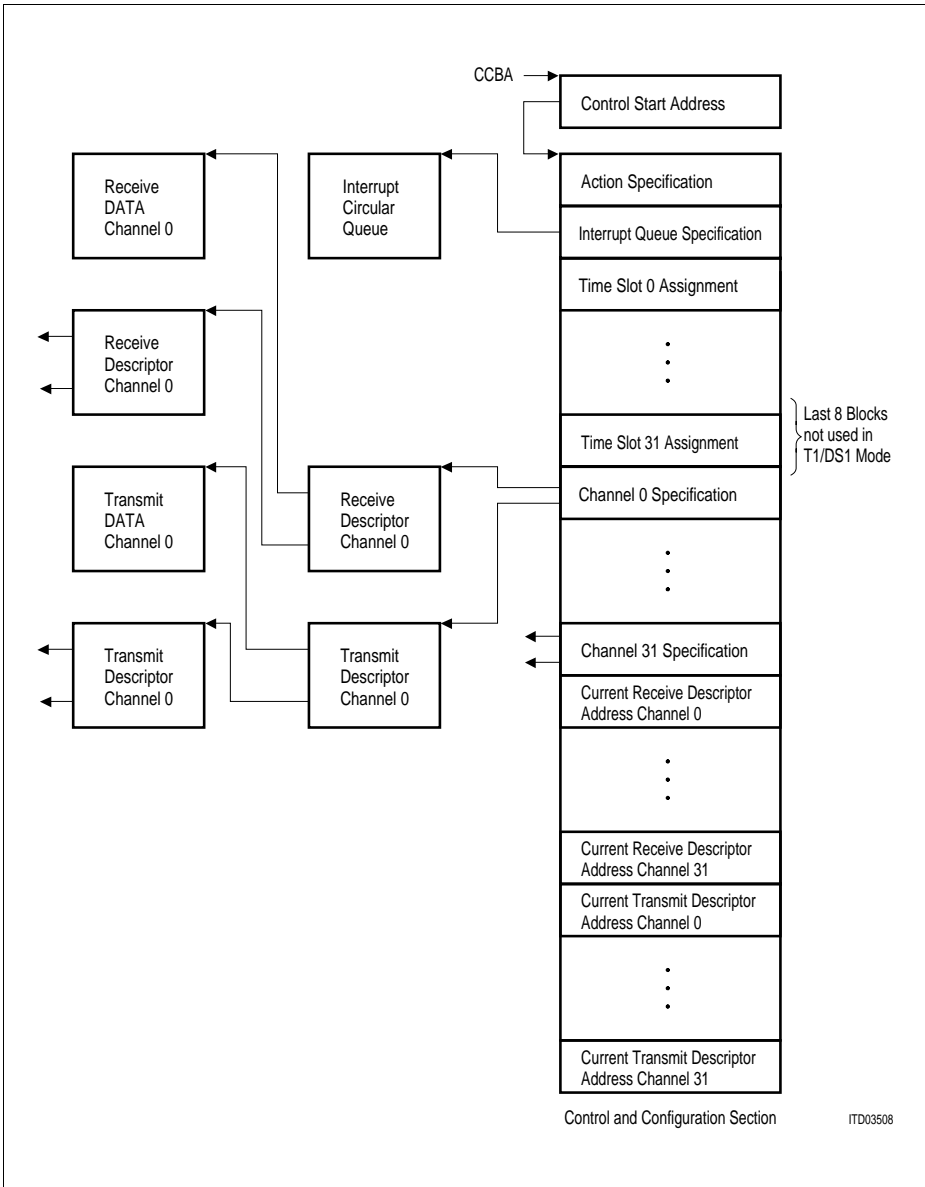 CCBA
Control Start Address
Receive
DATA
Channel 0
Interrupt
Circular
Queue
Action Specification
Interrupt Queue Specification
Time Slot 0 Assignment
Receive
Descriptor
Channel 0
Time Slot 31 Assignment
Last 8 Blocks
not used in
T1/DS1 Mode
Transmit
DATA
Channel 0
Receive
Descriptor
Channel 0
Channel 0 Specification
Transmit
Descriptor
Channel 0
Transmit
Descriptor
Channel 0
Channel 31 Specification
Current Receive Descriptor
Address Channel 0
Current Receive Descriptor
Address Channel 31
Current Transmit Descriptor
Address Channel 0
Current Transmit Descriptor
Address Channel 31
Control and Configuration Section
ITD03508